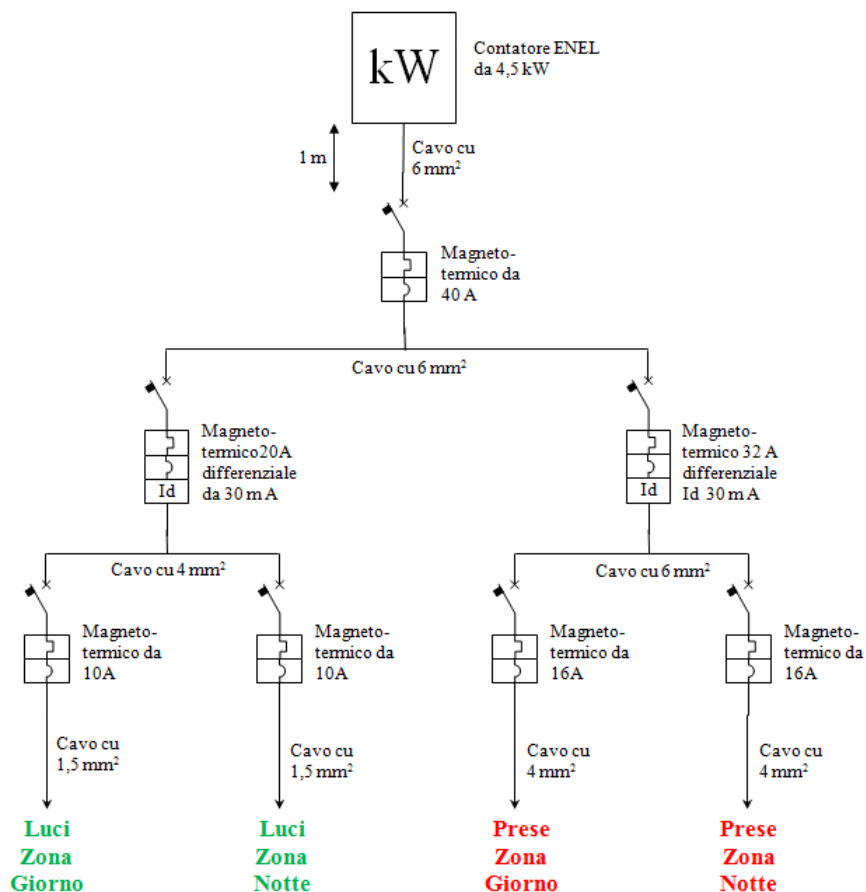 kW
Contatore ENEL
da 4,5 kW
1 m
Cavo cu
6 mm²
Magneto-
termico da
40 A
Cavo cu 6 mm²
Magneto-
termico 20A
differenziale
da 30 m A
Id
Magneto-
termico 32 A
differenziale
Id 30 mA
Id
Cavo cu 4 mm²
Cavo cu 6 mm²
Magneto-
termico da
10A
Magneto-
termico da
10A
Magneto-
termico da
16A
Magneto-
termico da
16A
Cavo cu
1,5 mm²
Cavo cu
1,5 mm²
Cavo cu
4 mm²
Cavo cu
4 mm²
Luci
Zona
Giorno
Luci
Zona
Notte
Prese
Zona
Giorno
Prese
Zona
Notte